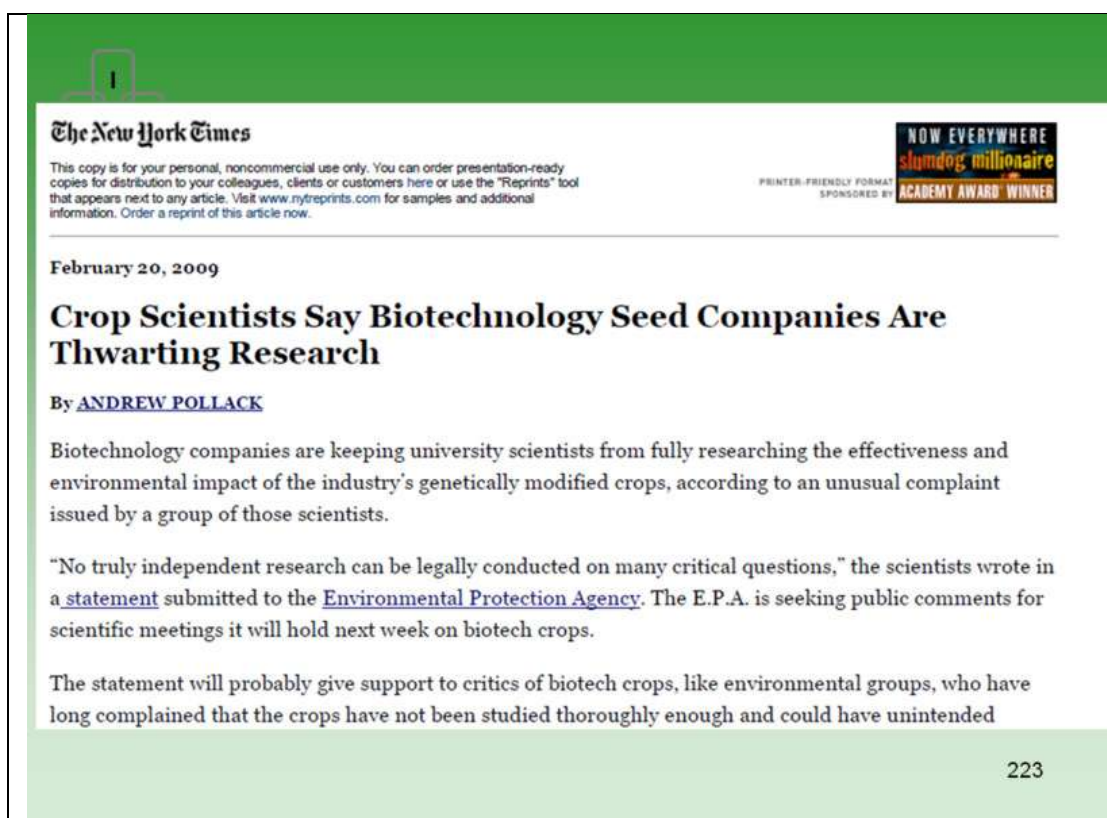 I
The New York Times
This copy is for your personal, noncommercial use only. You can order presentation-ready
copies for distribution to your colleagues, clients or customers here or use the "Reprints" tool
that appears next to any article. Visit www.nytreprints.com for samples and additional
information. Order a reprint of this article now.
PRINTER-FRIENDLY FORMAT
SPONSORED BY
NOW EVERYWHERE
slumdog millionaire
ACADEMY AWARD WINNER
February 20, 2009
Crop Scientists Say Biotechnology Seed Companies Are
Thwarting Research
By ANDREW POLLACK
Biotechnology companies are keeping university scientists from fully researching the effectiveness and
environmental impact of the industry's genetically modified crops, according to an unusual complaint
issued by a group of those scientists.
“No truly independent research can be legally conducted on many critical questions,” the scientists wrote in
a statement submitted to the Environmental Protection Agency. The E.P.A. is seeking public comments for
scientific meetings it will hold next week on biotech crops.
The statement will probably give support to critics of biotech crops, like environmental groups, who have
long complained that the crops have not been studied thoroughly enough and could have unintended
223